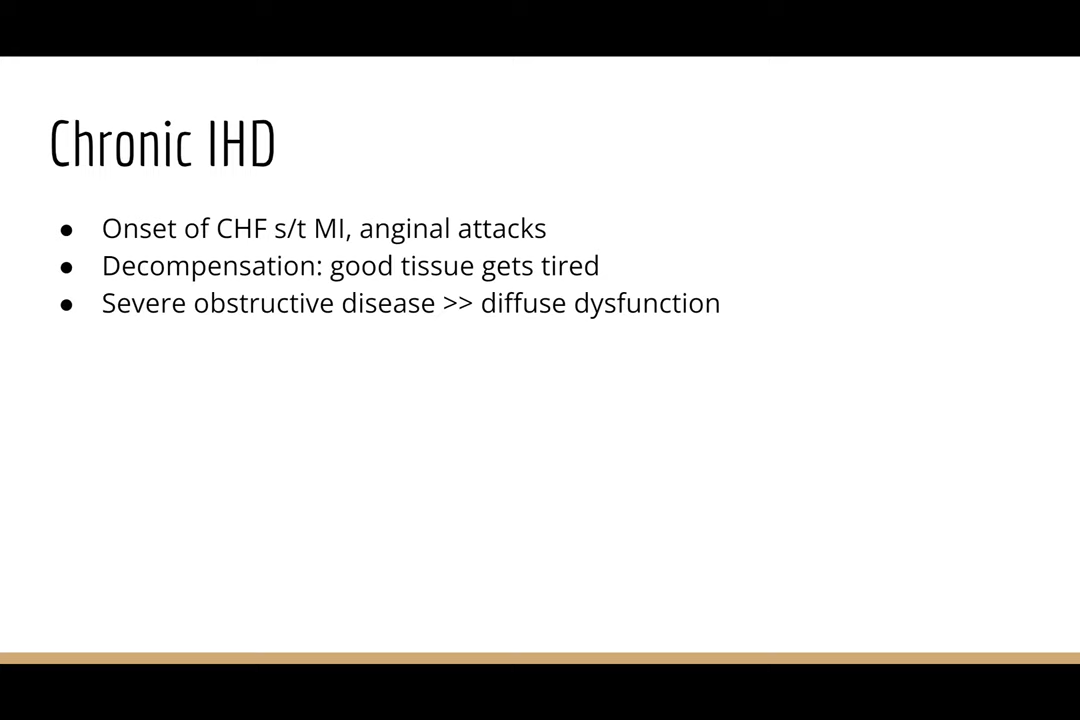 Chronic IHD
● Onset of CHF s/t MI, anginal attacks
● Decompensation: good tissue gets tired
● Severe obstructive disease >> diffuse dysfunction